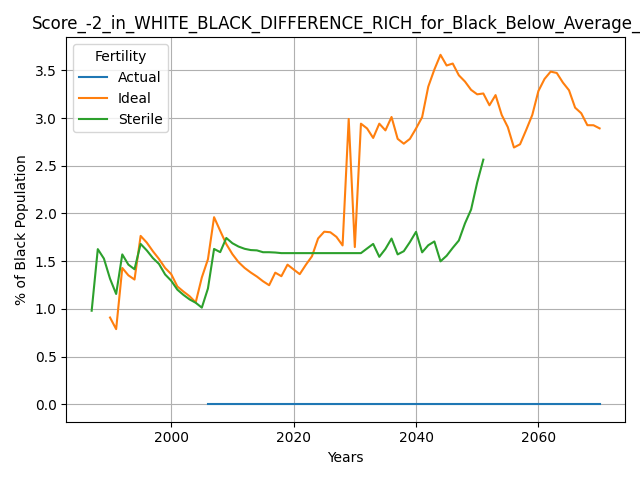 Score_-2_in_WHITE_BLACK_DIFFERENCE_RICH_for_Black_Below_Average_
Fertility
Actual
Ideal
Sterile
% of Black Population
3.5
3.0
2.5
2.0
1.5
1.0
0.5
0.0
2000 2020 2040 2060
Years